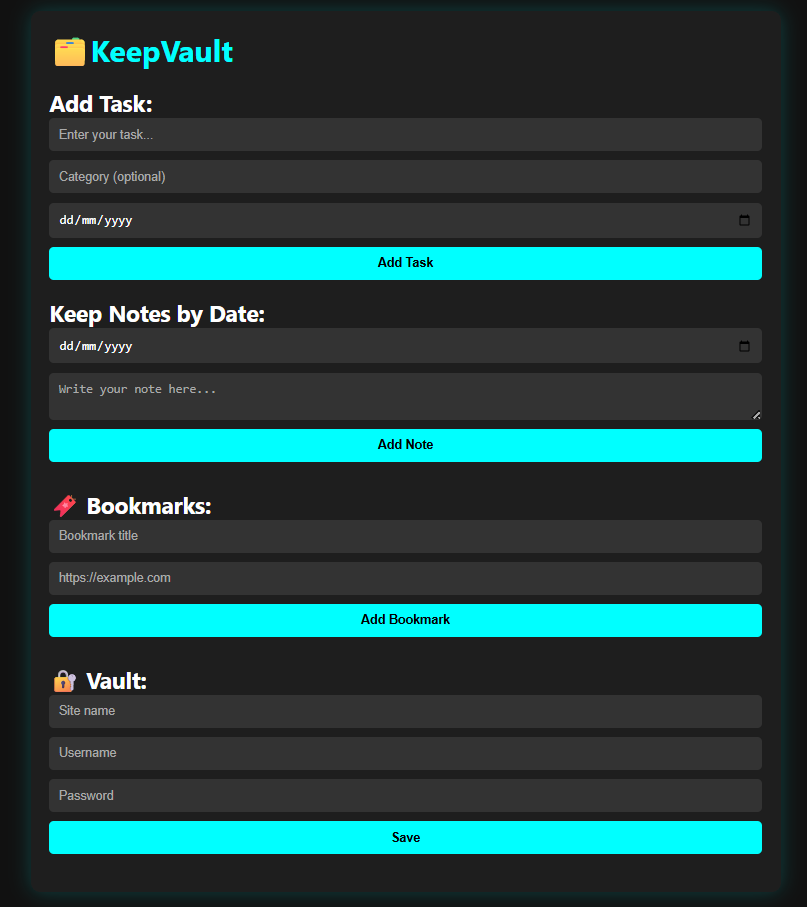 KeepVault
Add Task:
Enter your task...
Category (optional)
dd/mm/yyyy
Add Task
Keep Notes by Date:
dd/mm/yyyy
Write your note here...
Add Note
Bookmarks:
Bookmark title
https://example.com
Add Bookmark
Vault:
Site name
Username
Password
Save